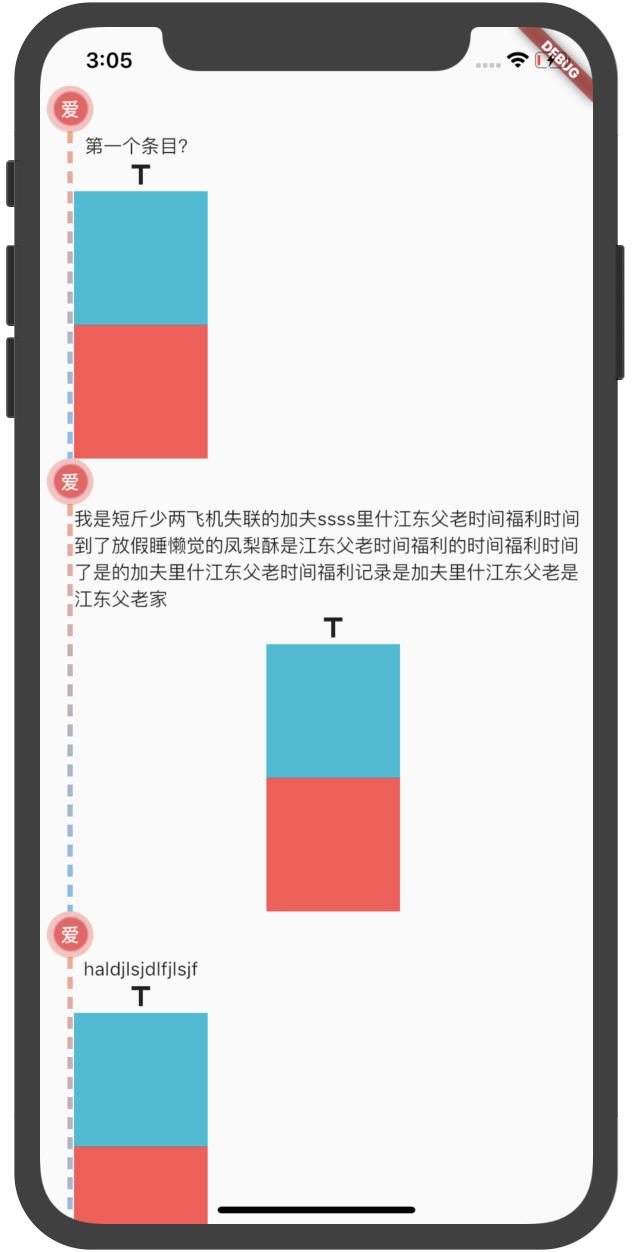 3:05
DEBUG
爱
第一个条目?
T
爱
我是短斤少两飞机失联的加夫ssss里什江东父老时间福利时间
到了放假睡懒觉的凤梨酥是江东父老时间福利的时间福利时间
了是的加夫里什江东父老时间福利记录是加夫里什江东父老是
江东父老家
T
爱
haldjlsjdlfjlsjf
T